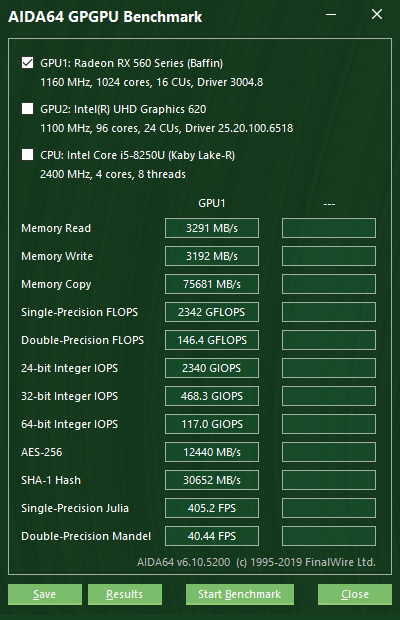 AIDA64 GPGPU Benchmark
GPU1: Radeon RX 560 Series (Baffin)
1160 MHz, 1024 cores, 16 CUs, Driver 3004.8
GPU2: Intel(R) UHD Graphics 620
1100 MHz, 96 cores, 24 CUs, Driver 25.20.100.6518
CPU: Intel Core i5-8250U (Kaby Lake-R)
2400 MHz, 4 cores, 8 threads
GPU1 ---
Memory Read 3291 MB/s
Memory Write 3192 MB/s
Memory Copy 75681 MB/s
Single-Precision FLOPS 2342 GFLOPS
Double-Precision FLOPS 146.4 GFLOPS
24-bit Integer IOPS 2340 GIOPS
32-bit Integer IOPS 468.3 GIOPS
64-bit Integer IOPS 117.0 GIOPS
AES-256 12440 MB/s
SHA-1 Hash 30652 MB/s
Single-Precision Julia 405.2 FPS
Double-Precision Mandel 40.44 FPS
AIDA64 v6.10.5200 (c) 1995-2019 FinalWire Ltd.
Save Results Start Benchmark Close